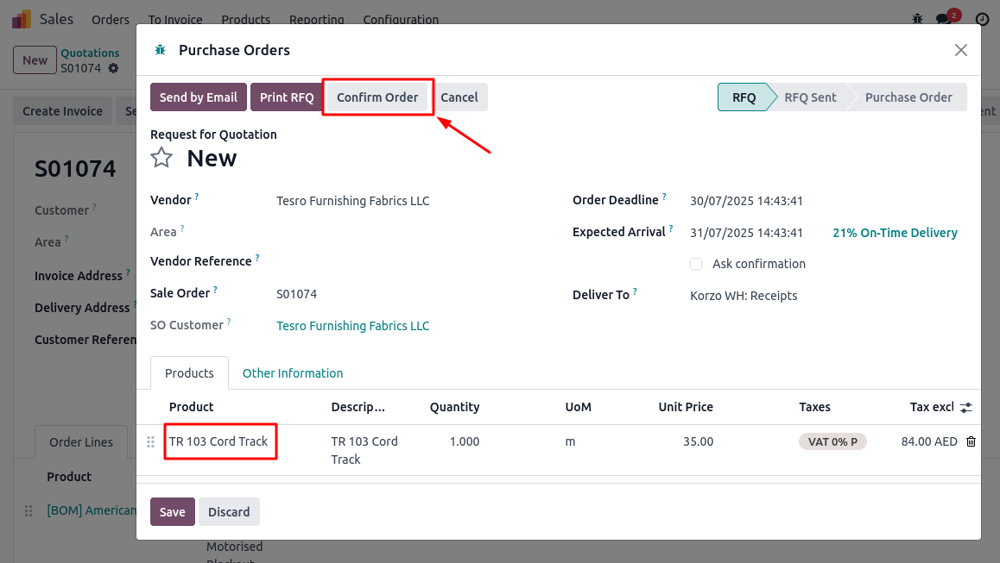 Sales Orders To Invoice Products Reporting Configuration 2
New Quotations
S01074
Create Invoice
S01074
Customer ?
Area ?
Invoice Address ?
Delivery Address ?
Customer Referen
Order Lines
Product
[BOM] American
Motorised
Purchase Orders
Send by Email Print RFQ Confirm Order Cancel RFQ RFQ Sent Purchase Order
Request for Quotation
New
Vendor ? Tesro Furnishing Fabrics LLC Order Deadline ? 30/07/2025 14:43:41
Area ? Expected Arrival ? 31/07/2025 14:43:41 21% On-Time Delivery
Vendor Reference ? Ask confirmation
Sale Order ? S01074 Deliver To ? Korzo WH: Receipts
SO Customer ? Tesro Furnishing Fabrics LLC
Products Other Information
Product Descrip... Quantity UoM Unit Price Taxes Tax excl
TR 103 Cord Track TR 103 Cord 1.000 m 35.00 VAT 0% P 84.00 AED
Track
Save Discard